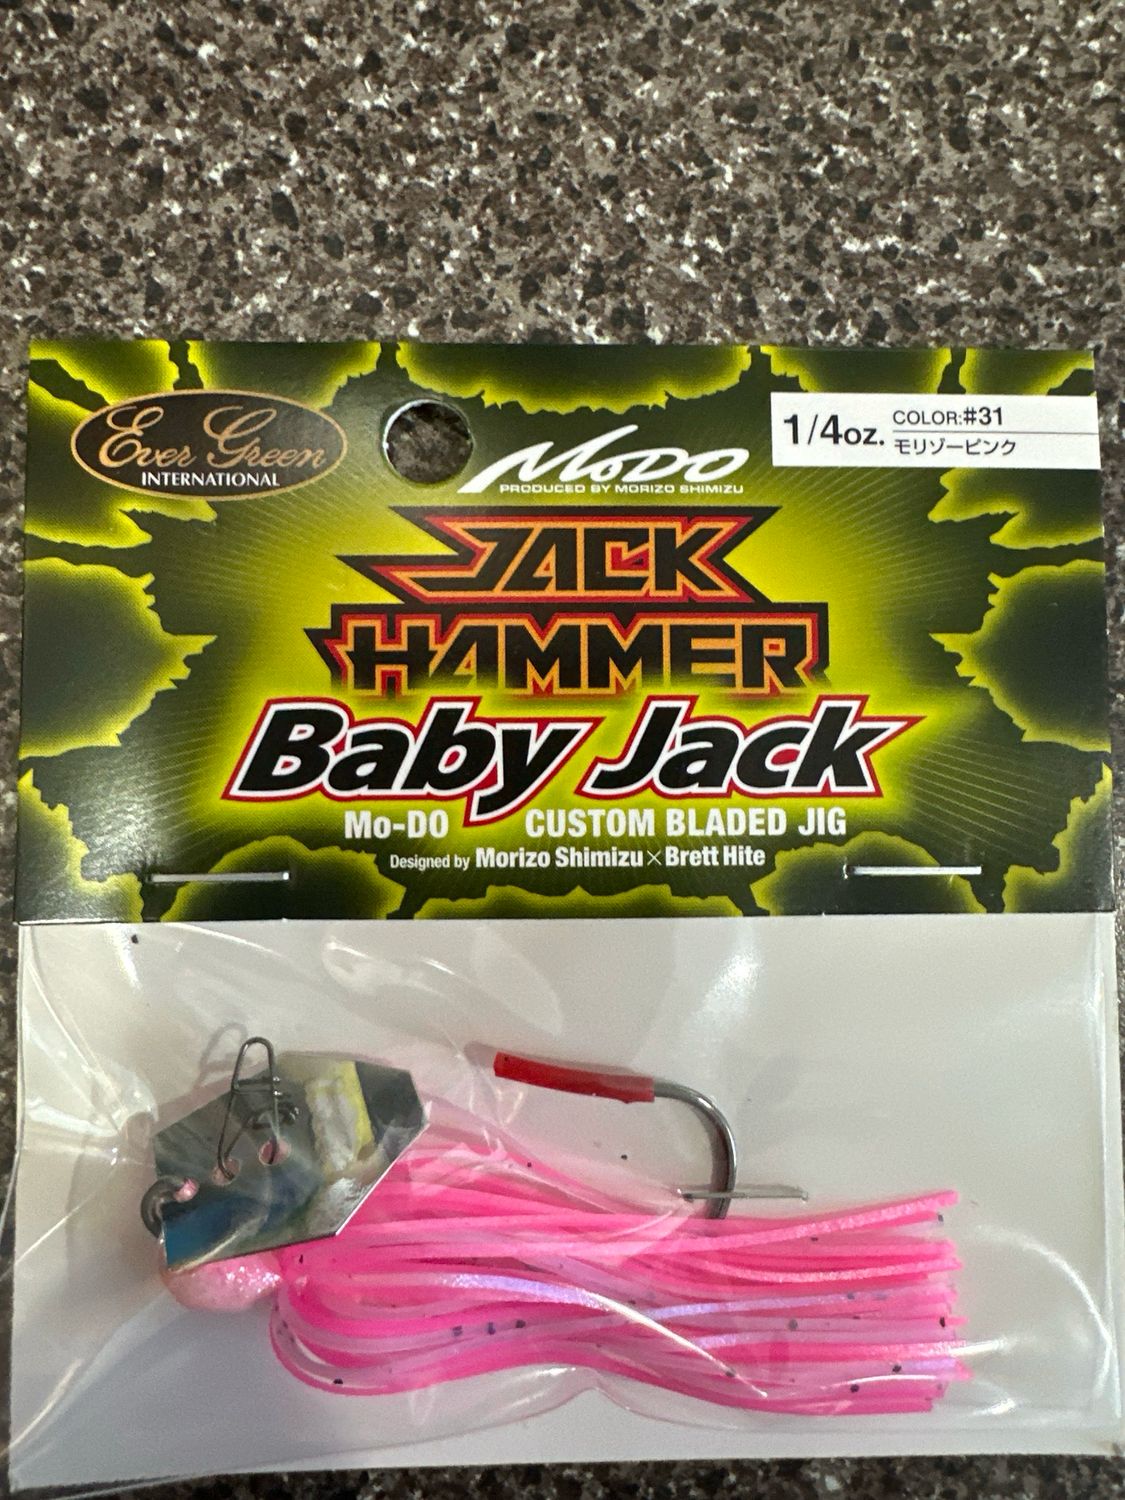 Ever Green
INTERNATIONAL
MoDO
PRODUCED BY MORIZO SHIMIZU
1/4oz.
COLOR:#31
モリゾーピンク
JACK
HAMMER
Baby Jack
Mo-DO CUSTOM BLADED JIG
Designed by Morizo Shimizu×Brett Hite